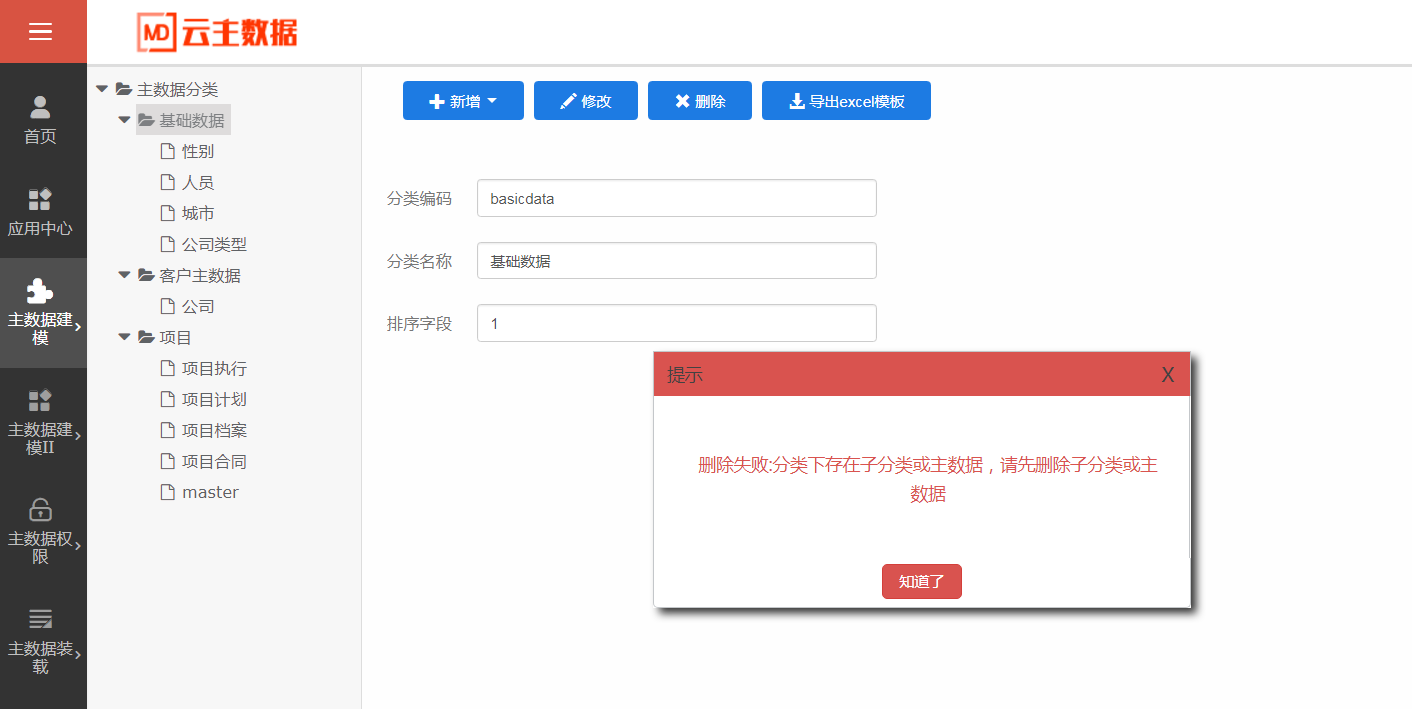 MD 云主数据
首页
应用中心
主数据建
模
主数据建
模II
主数据权
限
主数据装
载
主数据分类
基础数据
性别
人员
城市
公司类型
客户主数据
公司
项目
项目执行
项目计划
项目档案
项目合同
master
新增
修改
删除
导出excel模板
分类编码
basicdata
分类名称
基础数据
排序字段
1
提示
X
删除失败:分类下存在子分类或主数据，请先删除子分类或主
数据
知道了